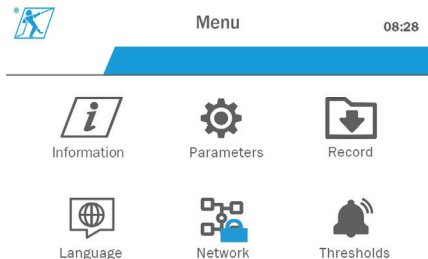 Menu
08:28
Information
Parameters
Record
Language
Network
Thresholds